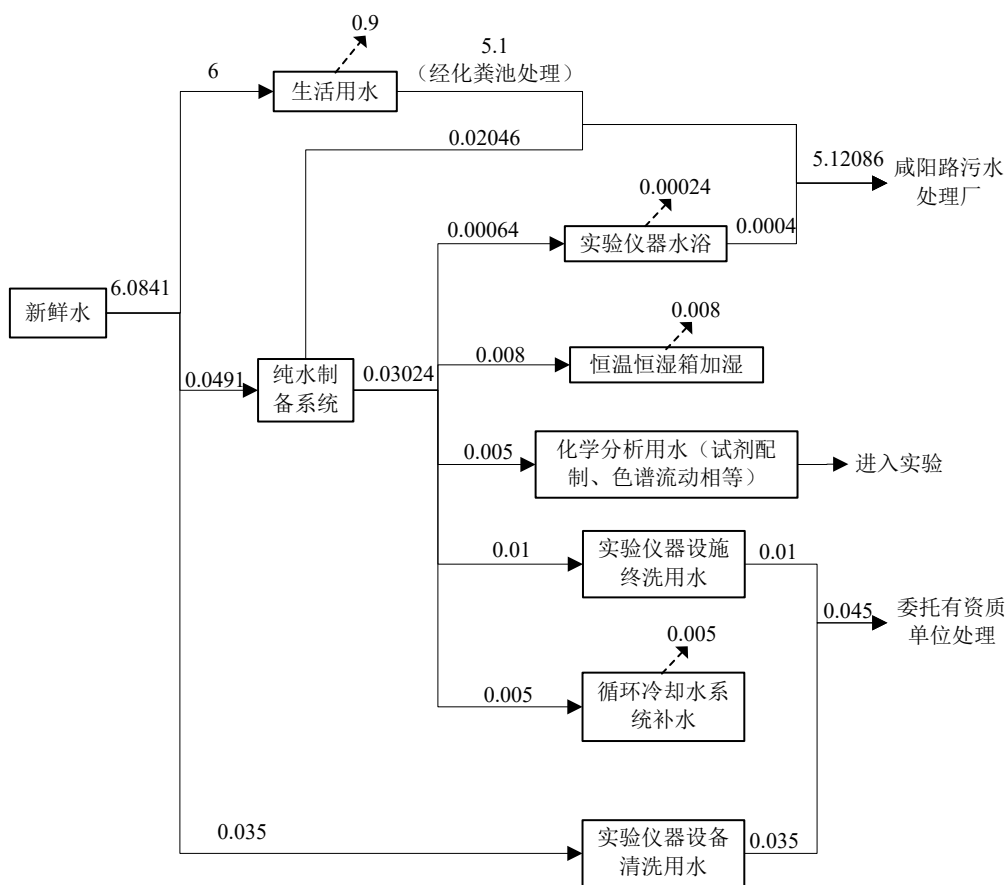 0.9
5.1
（经化粪池处理）
6
生活用水
0.02046
5.12086
咸阳路污水
处理厂
0.00024
0.00064
实验仪器水浴
0.0004
6.0841
新鲜水
0.008
0.0491
纯水制
备系统
0.03024
0.008
恒温恒湿箱加湿
0.005
化学分析用水（试剂配
制、色谱流动相等）
进入实验
0.01
实验仪器设施
终洗用水
0.01
0.045
委托有资质
单位处理
0.005
0.005
循环冷却水系
统补水
0.035
实验仪器设备
清洗用水
0.035